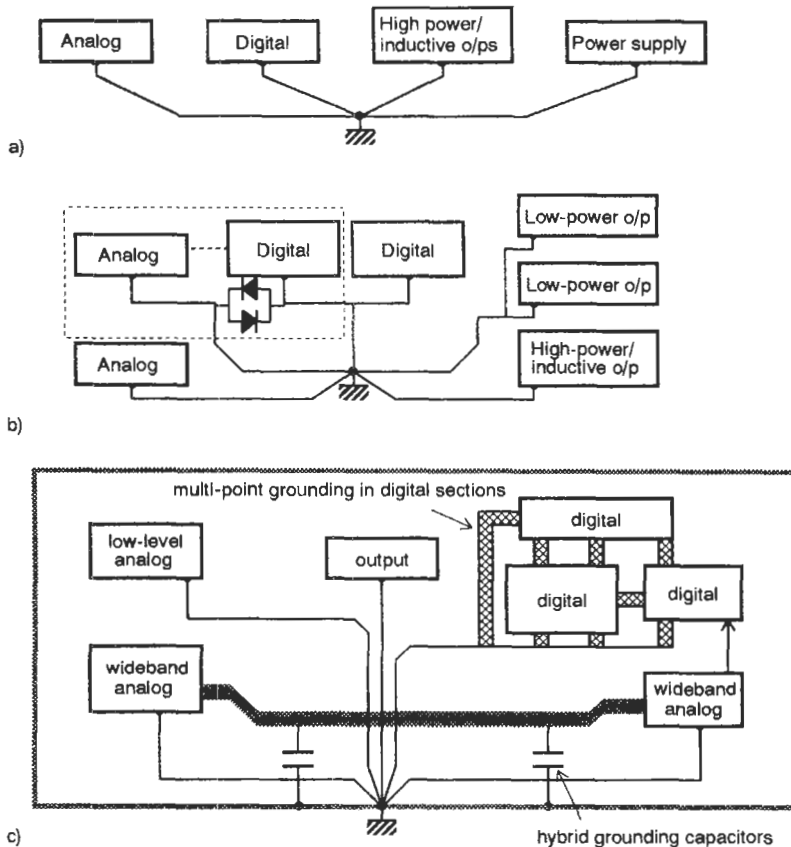 Analog
Digital
High power/
inductive o/ps
Power supply
a)
Analog
Digital
Digital
Low-power o/p
Low-power o/p
Analog
High-power/
inductive o/p
b)
multi-point grounding in digital sections
low-level
analog
output
digital
digital
digital
wideband
analog
wideband
analog
c)
hybrid grounding capacitors